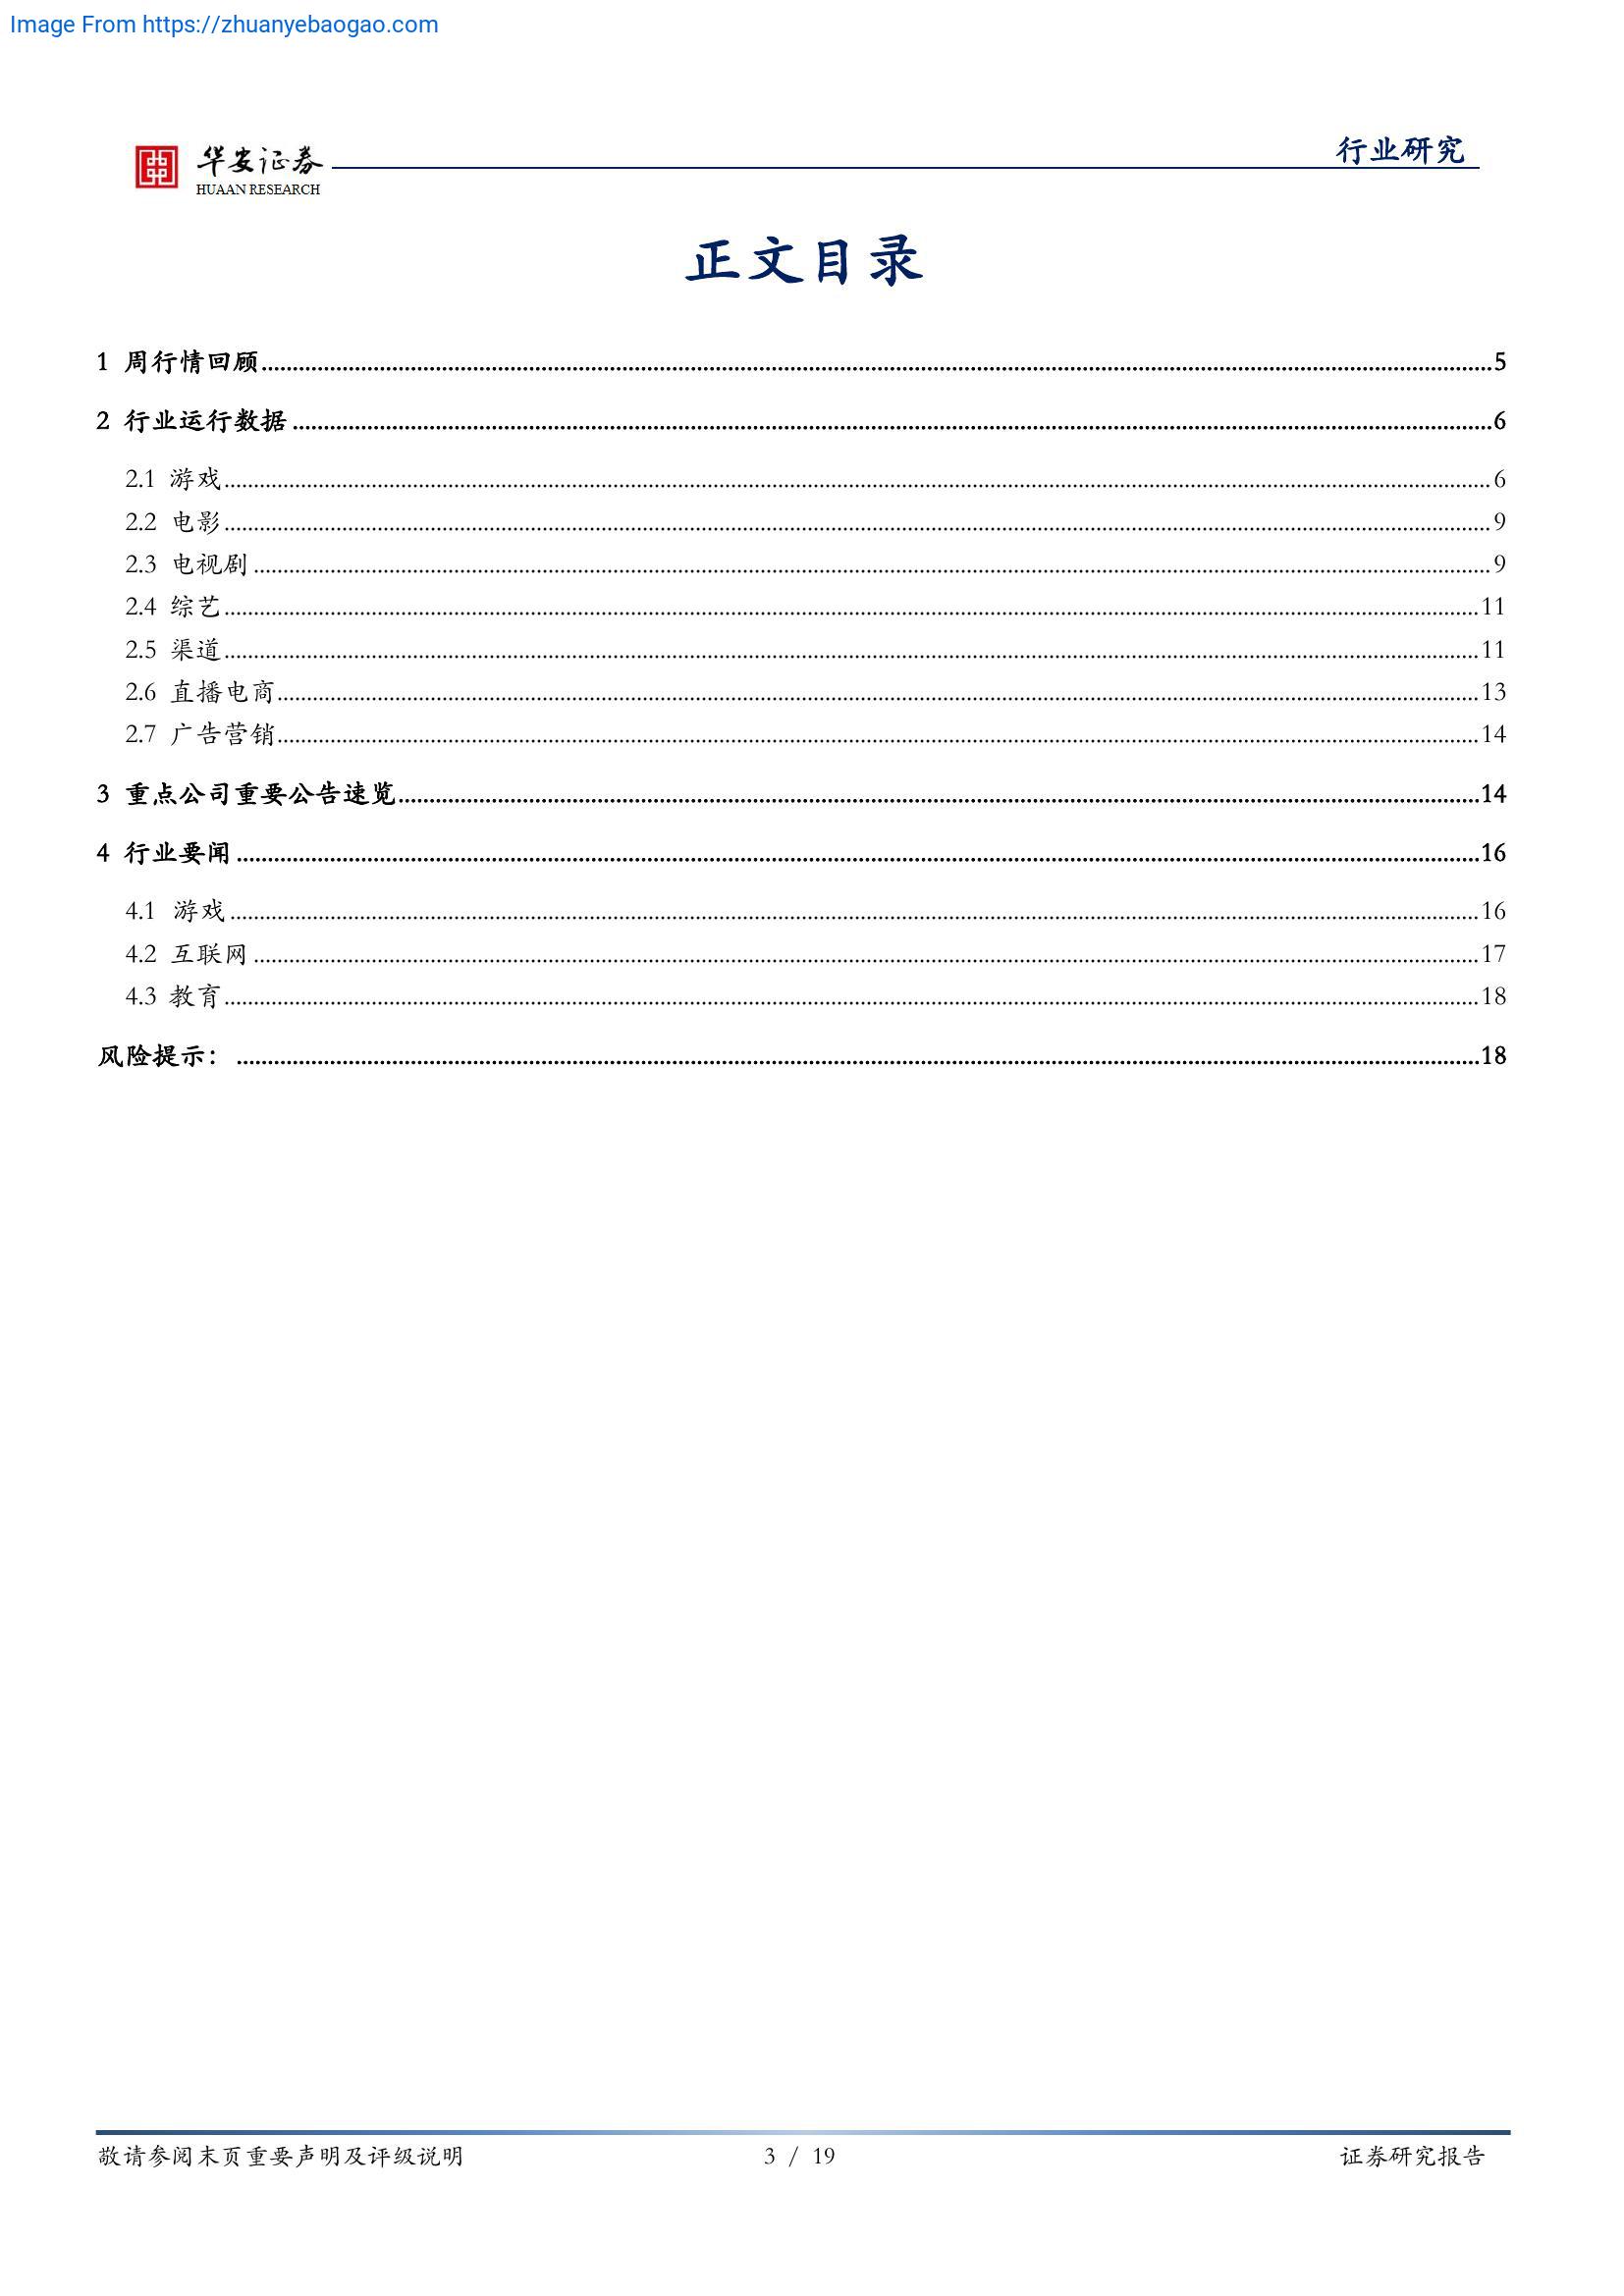 Image From https://zhuanyebaogao.com
华安证券
HUAAN RESEARCH
行业研究
正文目录
1 周行情回顾 5
2 行业运行数据 6
2.1 游戏 6
2.2 电影 9
2.3 电视剧 9
2.4 综艺 11
2.5 渠道 11
2.6 直播电商 13
2.7 广告营销 14
3 重点公司重要公告速览 14
4 行业要闻 16
4.1 游戏 16
4.2 互联网 17
4.3 教育 18
风险提示： 18
敬请参阅末页重要声明及评级说明
3 / 19
证券研究报告